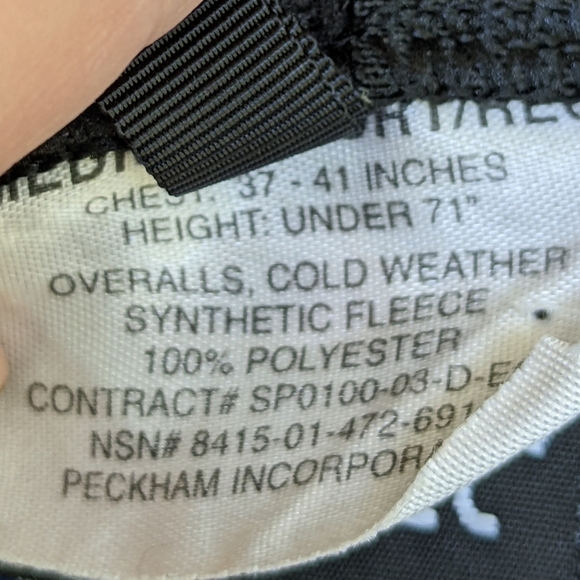 CHEST: 37 - 41 INCHES
HEIGHT: UNDER 71"
OVERALLS, COLD WEATHER
SYNTHETIC FLEECE
100% POLYESTER
CONTRACT# SP0100-03-D-E
NSN# 8415-01-472-691
PECKHAM INCORPORA